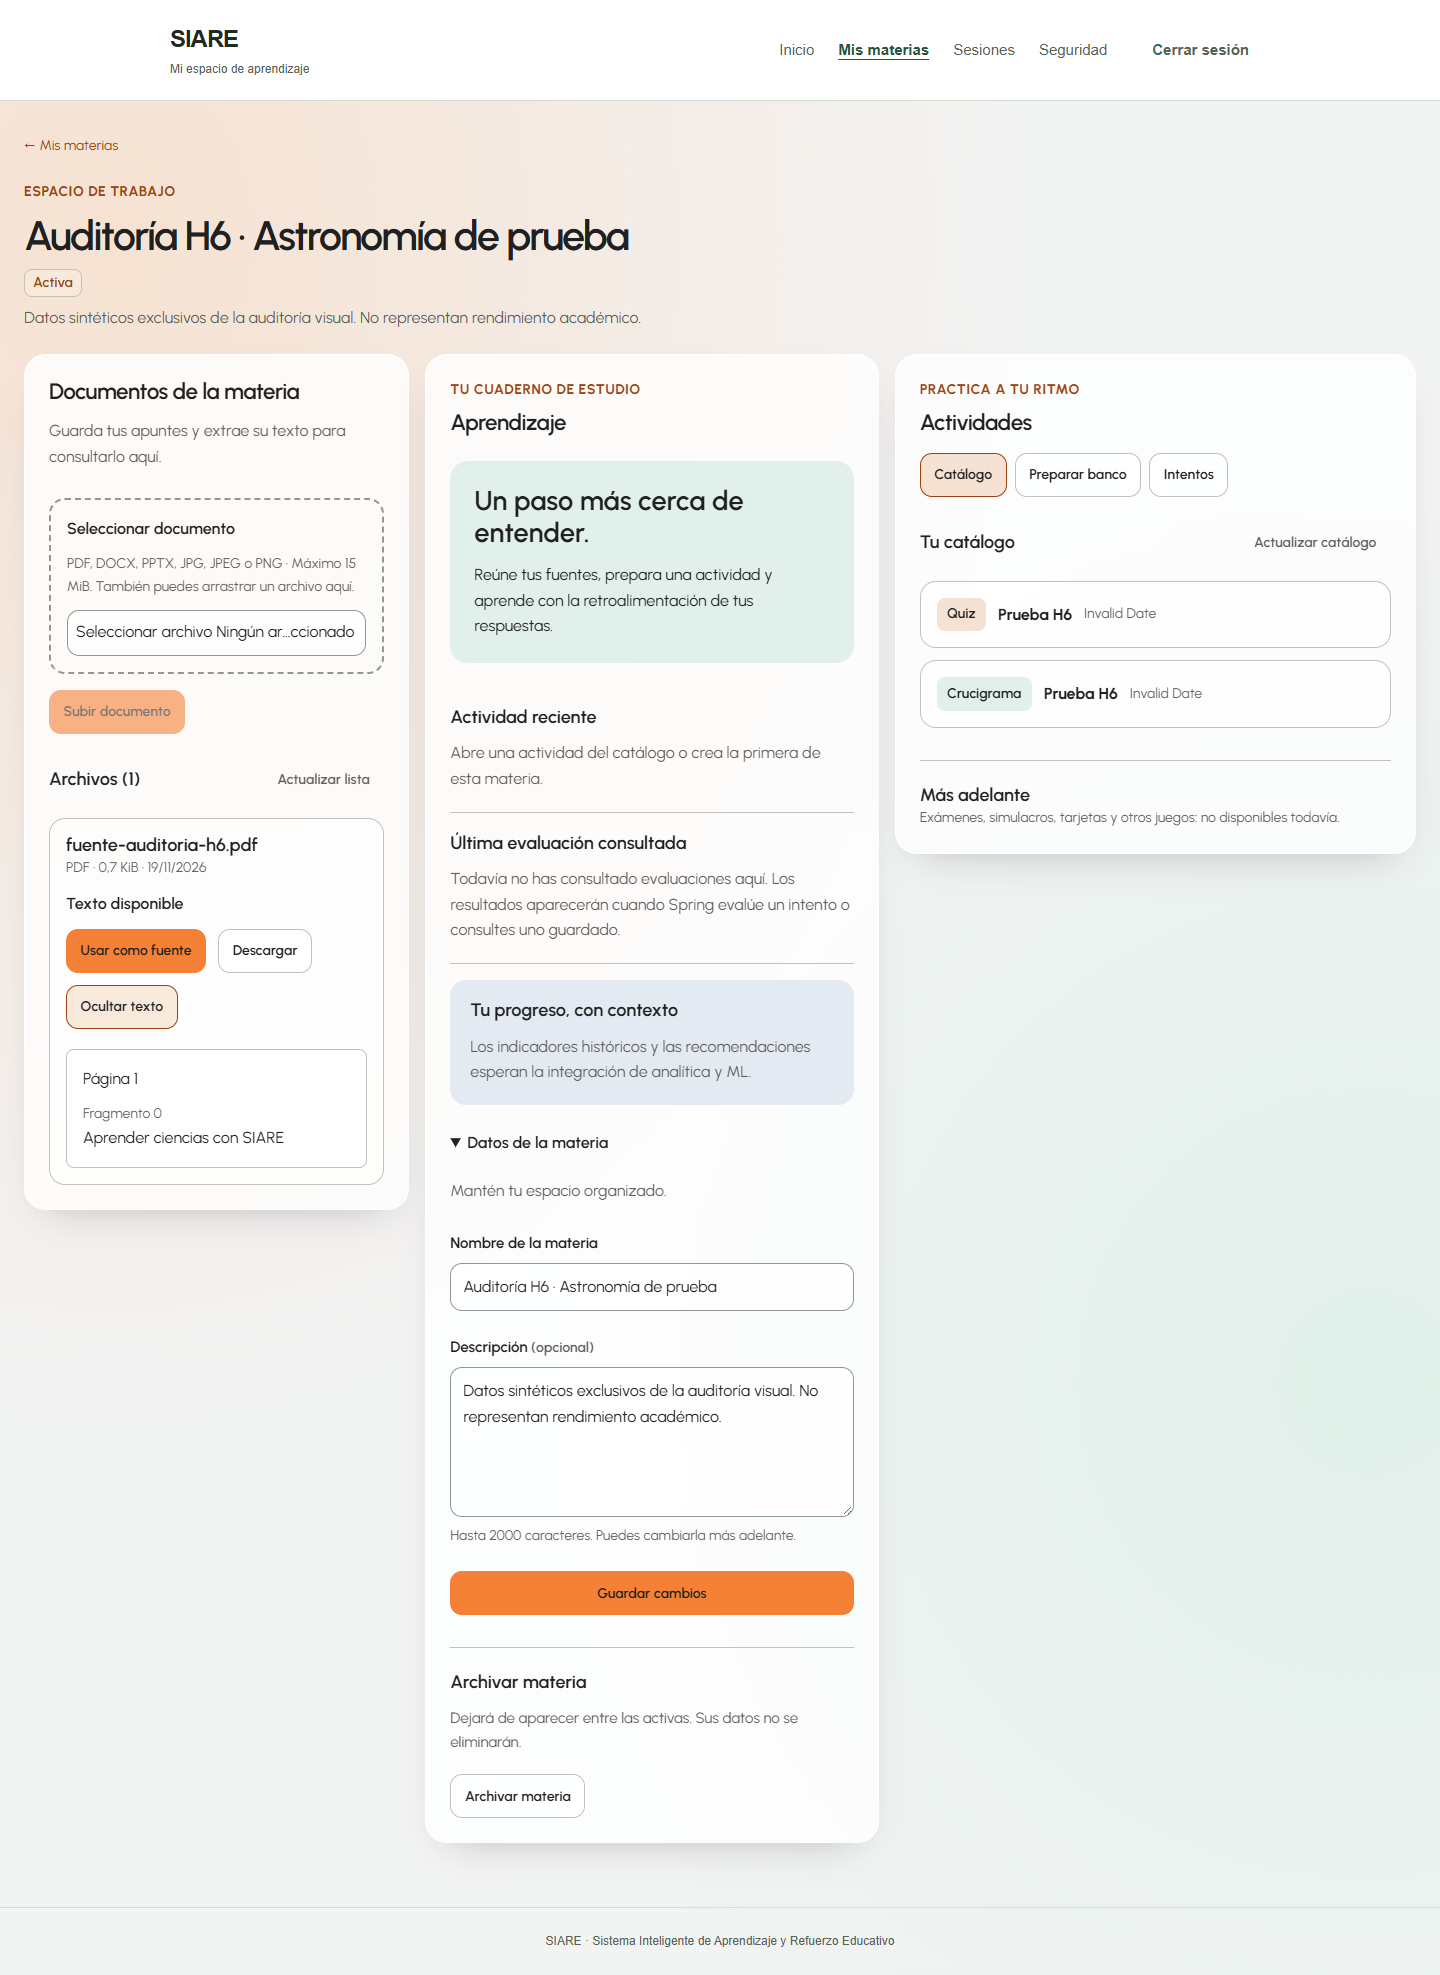 SIARE
Mi espacio de aprendizaje
Inicio
Mis materias
Sesiones
Seguridad
Cerrar sesión
← Mis materias
ESPACIO DE TRABAJO
Auditoría H6 · Astronomía de prueba
Activa
Datos sintéticos exclusivos de la auditoría visual. No representan rendimiento académico.
Documentos de la materia
Guarda tus apuntes y extrae su texto para
consultarlo aquí.
Seleccionar documento
PDF, DOCX, PPTX, JPG, JPEG o PNG · Máximo 15
MiB. También puedes arrastrar un archivo aquí.
Seleccionar archivo Ningún ar...ccionado
Subir documento
Archivos (1)
Actualizar lista
fuente-auditoria-h6.pdf
PDF · 0,7 KiB · 19/11/2026
Texto disponible
Usar como fuente
Descargar
Ocultar texto
Página 1
Fragmento 0
Aprender ciencias con SIARE
TU CUADERNO DE ESTUDIO
Aprendizaje
Un paso más cerca de
entender.
Reúne tus fuentes, prepara una actividad y
aprende con la retroalimentación de tus
respuestas.
Actividad reciente
Abre una actividad del catálogo o crea la primera de
esta materia.
Última evaluación consultada
Todavía no has consultado evaluaciones aquí. Los
resultados aparecerán cuando Spring evalúe un intento o
consultes uno guardado.
Tu progreso, con contexto
Los indicadores históricos y las recomendaciones
esperan la integración de analítica y ML.
▼ Datos de la materia
Mantén tu espacio organizado.
Nombre de la materia
Auditoría H6 · Astronomía de prueba
Descripción (opcional)
Datos sintéticos exclusivos de la auditoría visual. No
representan rendimiento académico.
Hasta 2000 caracteres. Puedes cambiarla más adelante.
Guardar cambios
Archivar materia
Dejará de aparecer entre las activas. Sus datos no se
eliminarán.
Archivar materia
PRACTICA A TU RITMO
Actividades
Catálogo
Preparar banco
Intentos
Tu catálogo
Actualizar catálogo
Quiz Prueba H6 Invalid Date
Crucigrama Prueba H6 Invalid Date
Más adelante
Exámenes, simulacros, tarjetas y otros juegos: no disponibles todavía.
SIARE · Sistema Inteligente de Aprendizaje y Refuerzo Educativo